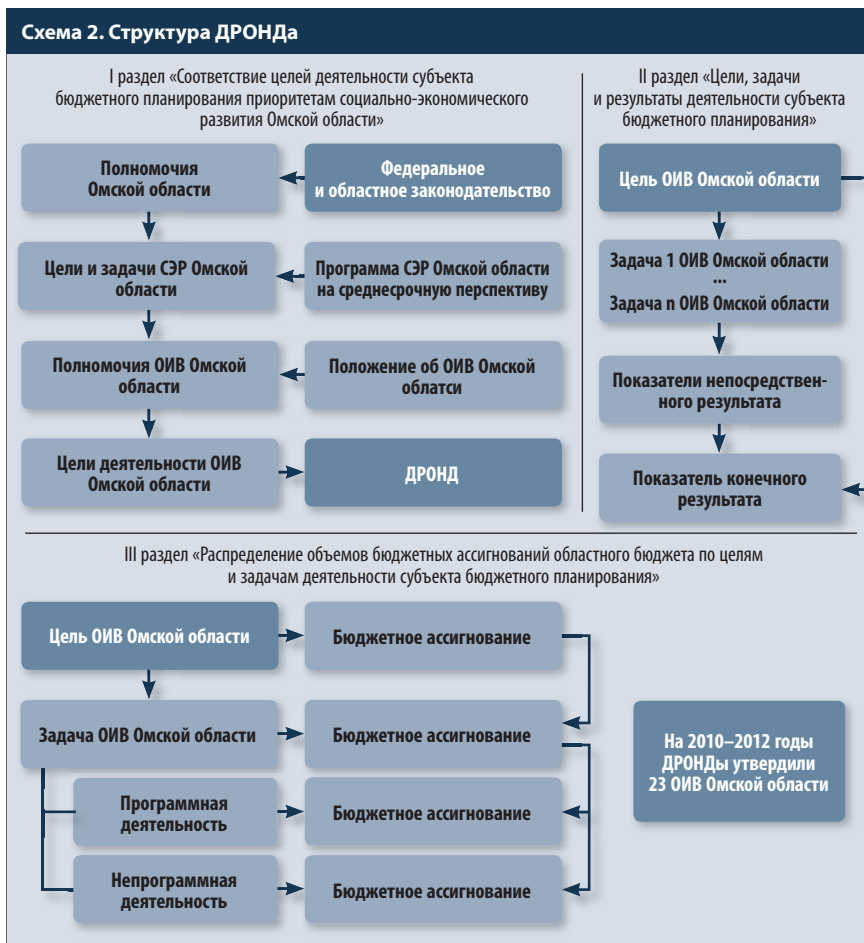 Схема 2. Структура ДРОНДа
I раздел «Соответствие целей деятельности субъекта
бюджетного планирования приоритетам социально-экономического
развития Омской области»
Полномочия
Омской области
Федеральное
и областное законодательство
Цели и задачи СЭР Омской
области
Программа СЭР Омской области
на среднесрочную перспективу
Полномочия ОИВ Омской
области
Положение об ОИВ Омской
облатси
Цели деятельности ОИВ
Омской области
ДРОНД
II раздел «Цели, задачи
и результаты деятельности субъекта
бюджетного планирования»
Цель ОИВ Омской области
Задача 1 ОИВ Омской области
...
Задача n ОИВ Омской области
Показатели непосредствен-
ного результата
Показатель конечного
результата
III раздел «Распределение объемов бюджетных ассигнований областного бюджета по целям
и задачам деятельности субъекта бюджетного планирования»
Цель ОИВ Омской области
Бюджетное ассигнование
Задача ОИВ Омской области
Бюджетное ассигнование
Программная
деятельность
Бюджетное ассигнование
Непрограммная
деятельность
Бюджетное ассигнование
На 2010–2012 годы
ДРОНДы утвердили
23 ОИВ Омской области